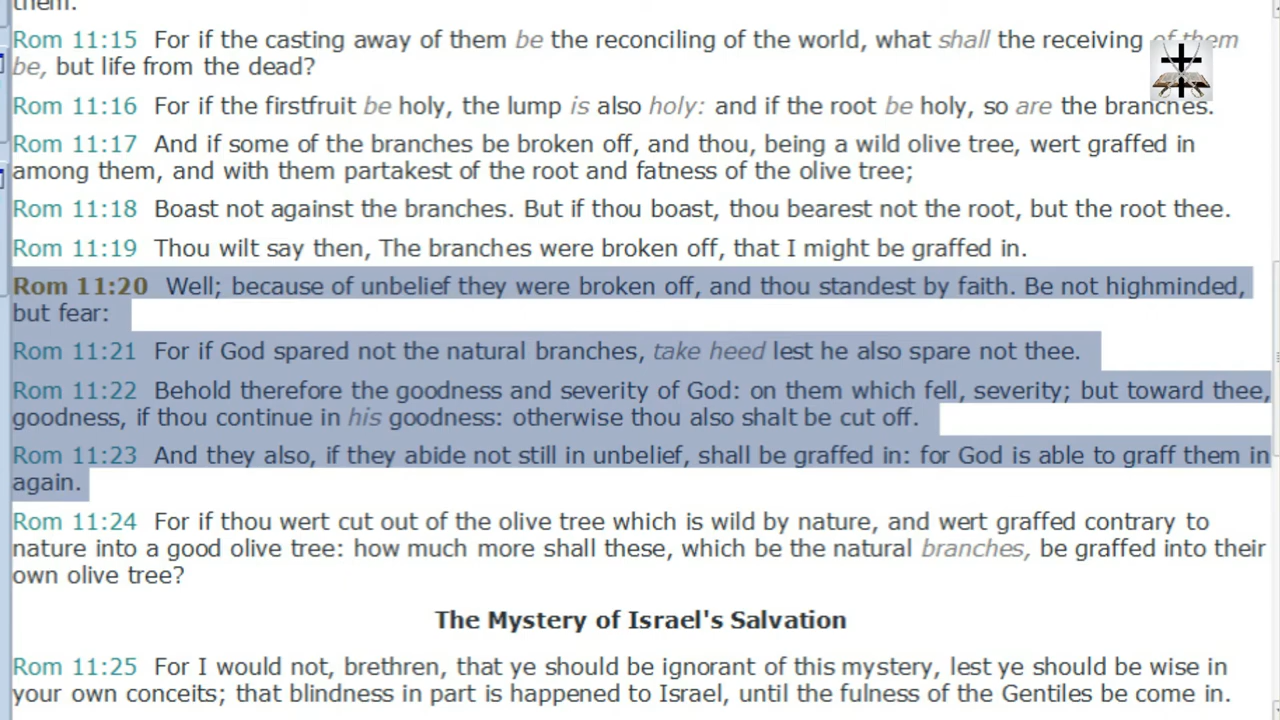 them.
Rom 11:15 For if the casting away of them be the reconciling of the world, what shall the receiving of them
be, but life from the dead?
Rom 11:16 For if the firstfruit be holy, the lump is also holy: and if the root be holy, so are the branches.
Rom 11:17 And if some of the branches be broken off, and thou, being a wild olive tree, wert graffed in
among them, and with them partakest of the root and fatness of the olive tree;
Rom 11:18 Boast not against the branches. But if thou boast, thou bearest not the root, but the root thee.
Rom 11:19 Thou wilt say then, The branches were broken off, that I might be graffed in.
Rom 11:20 Well; because of unbelief they were broken off, and thou standest by faith. Be not highminded,
but fear:
Rom 11:21 For if God spared not the natural branches, take heed lest he also spare not thee.
Rom 11:22 Behold therefore the goodness and severity of God: on them which fell, severity; but toward thee,
goodness, if thou continue in his goodness: otherwise thou also shalt be cut off.
Rom 11:23 And they also, if they abide not still in unbelief, shall be graffed in: for God is able to graff them in
again.
Rom 11:24 For if thou wert cut out of the olive tree which is wild by nature, and wert graffed contrary to
nature into a good olive tree: how much more shall these, which be the natural branches, be graffed into their
own olive tree?
The Mystery of Israel's Salvation
Rom 11:25 For I would not, brethren, that ye should be ignorant of this mystery, lest ye should be wise in
your own conceits; that blindness in part is happened to Israel, until the fulness of the Gentiles be come in.